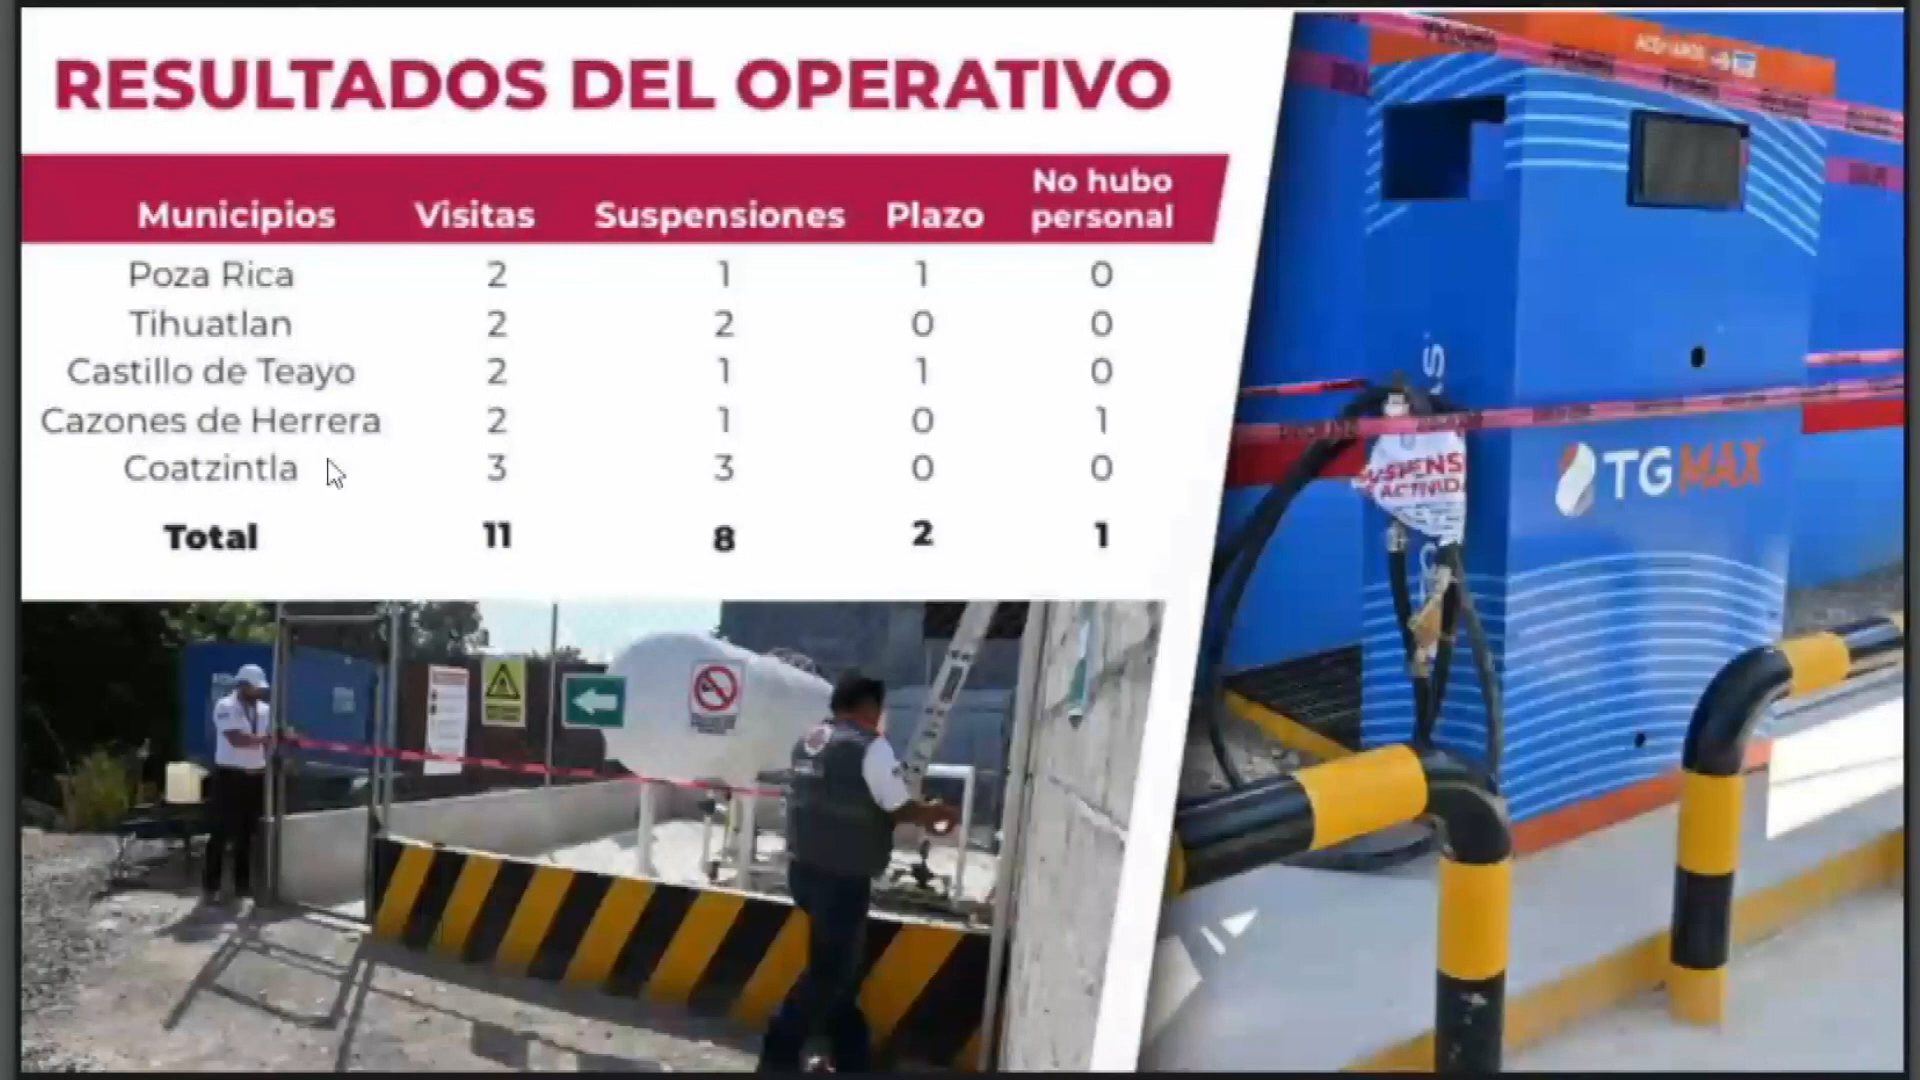 RESULTADOS DEL OPERATIVO
Municipios Visitas Suspensiones Plazo No hubo personal
Poza Rica 2 1 1 0
Tihuatlan 2 2 0 0
Castillo de Teayo 2 1 1 0
Cazones de Herrera 2 1 0 1
Coatzintla 3 3 0 0
Total 11 8 2 1
TG MAX